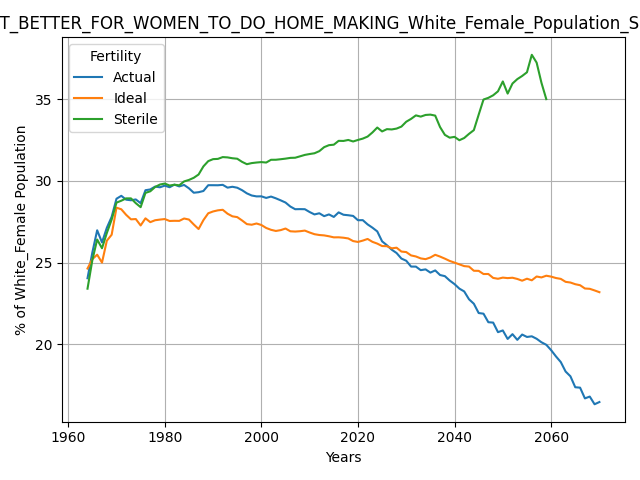 T_BETTER_FOR_WOMEN_TO_DO_HOME_MAKING_White_Female_Population_S
Fertility
Actual
Ideal
Sterile
% of White_Female Population
35
30
25
20
1960 1980 2000 2020 2040 2060
Years